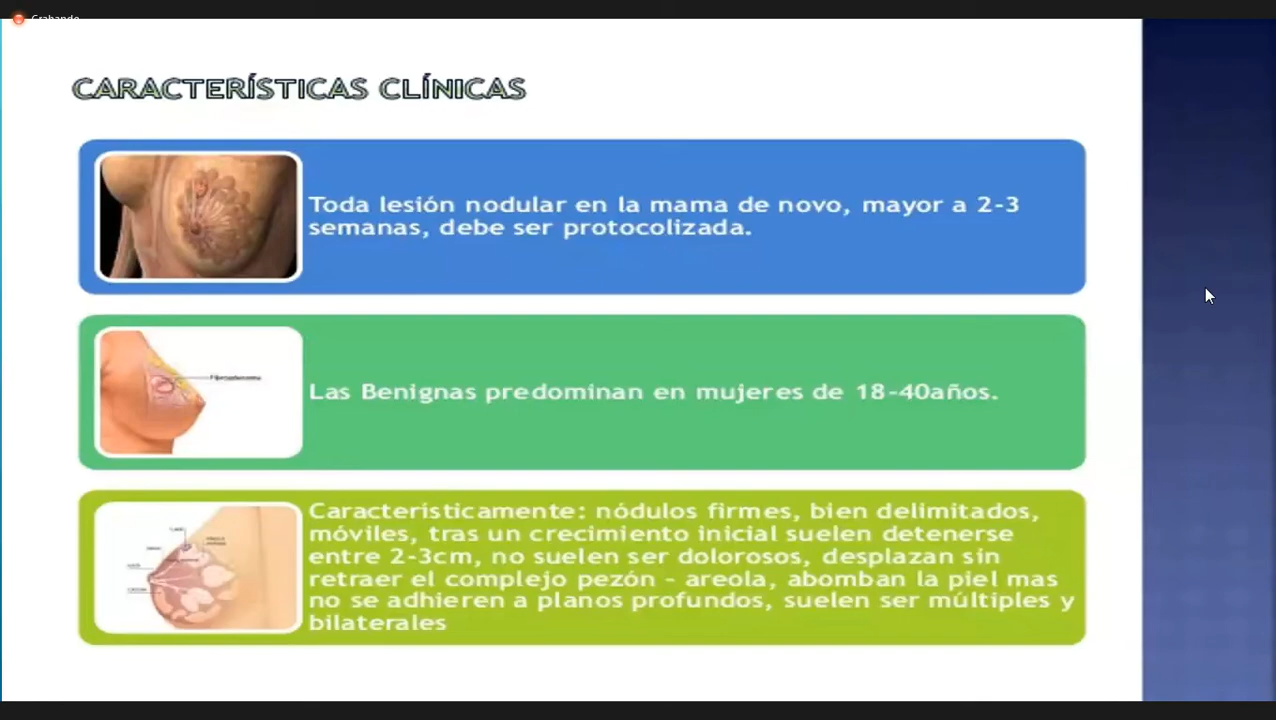 Grabando
CARACTERÍSTICAS CLÍNICAS
Toda lesión nodular en la mama de novo, mayor a 2-3
semanas, debe ser protocolizada.
Fibroadenoma
Las Benignas predominan en mujeres de 18-40años.
Característicamente: nódulos firmes, bien delimitados,
móviles, tras un crecimiento inicial suelen detenerse
entre 2-3cm, no suelen ser dolorosos, desplazan sin
retraer el complejo pezón - areola, abomban la piel mas
no se adhieren a planos profundos, suelen ser múltiples y
bilaterales